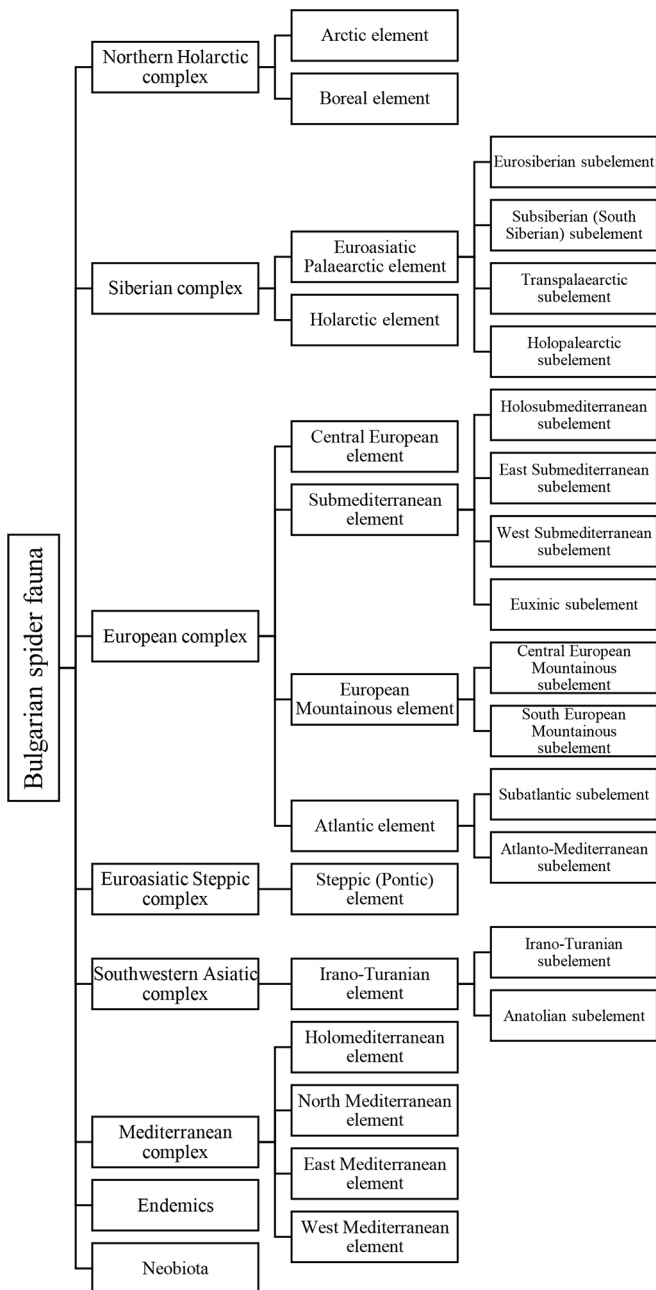 Bulgarian spider fauna
Northern Holarctic
complex
Arctic element
Boreal element
Siberian complex
Euroasiatic
Palaearctic element
Eurosiberian subelement
Subsiberian (South
Siberian) subelement
Transpalaearctic
subelement
Holopalearctic
subelement
Holarctic element
European complex
Central European
element
Submediterranean
element
Holosubmediterranean
subelement
East Submediterranean
subelement
West Submediterranean
subelement
Euxinic subelement
European
Mountainous element
Central European
Mountainous
subelement
South European
Mountainous
subelement
Atlantic element
Subatlantic subelement
Atlanto-Mediterranean
subelement
Euroasiatic Steppic
complex
Steppic (Pontic)
element
Southwestern Asiatic
complex
Irano-Turanian
element
Irano-Turanian
subelement
Anatolian subelement
Mediterranean
complex
Holomediterranean
element
North Mediterranean
element
East Mediterranean
element
West Mediterranean
element
Endemics
Neobiota